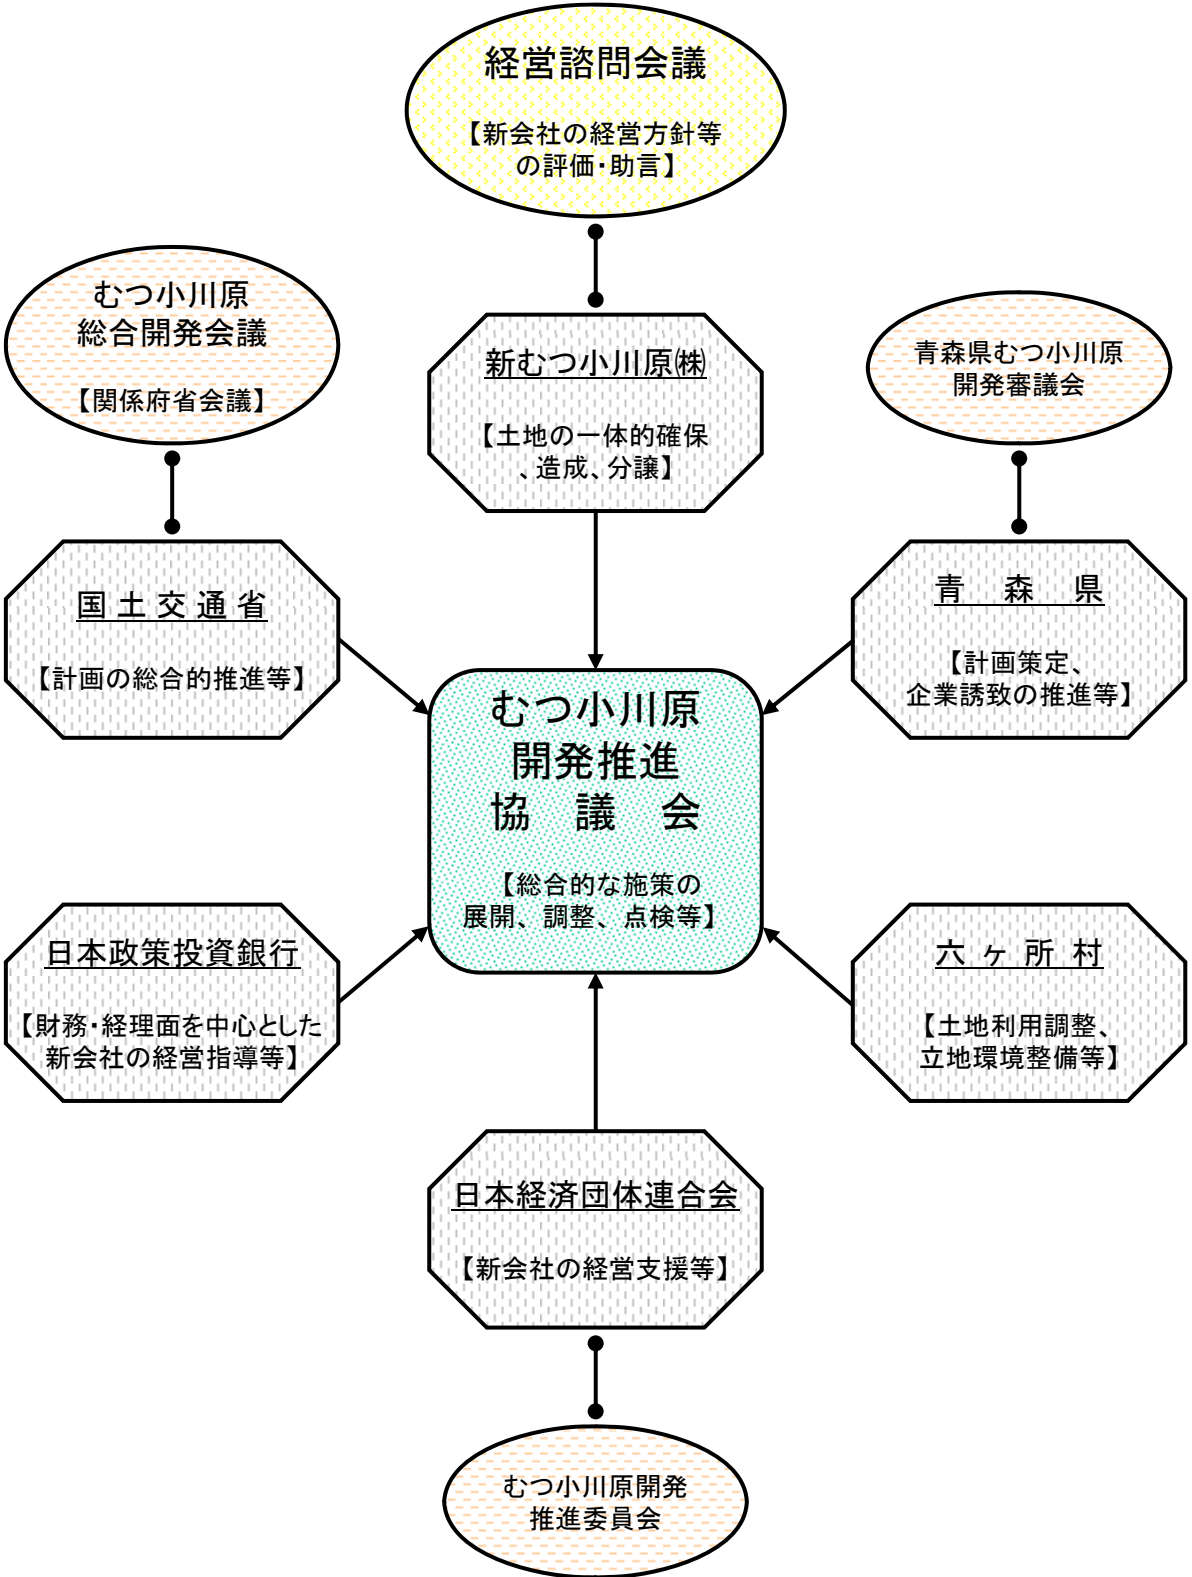 経営諮問会議
【新会社の経営方針等
の評価・助言】
むつ小川原
総合開発会議
【関係府省会議】
新むつ小川原㈱
【土地の一体的確保
、造成、分譲】
青森県むつ小川原
開発審議会
国土交通省
【計画の総合的推進等】
青　森　県
【計画策定、
企業誘致の推進等】
むつ小川原
開発推進
協　議　会
【総合的な施策の
展開、調整、点検等】
日本政策投資銀行
【財務・経理面を中心とした
新会社の経営指導等】
六ヶ所村
【土地利用調整、
立地環境整備等】
日本経済団体連合会
【新会社の経営支援等】
むつ小川原開発
推進委員会